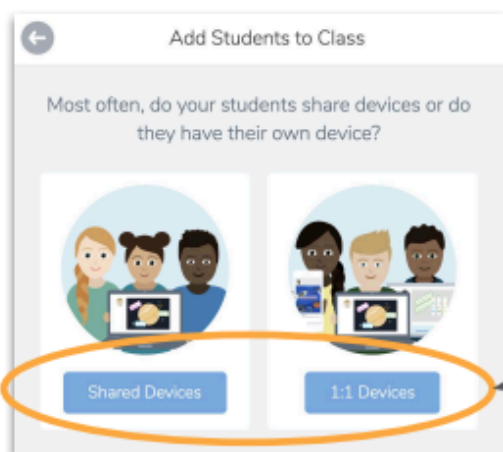 Add Students to Class
Most often, do your students share devices or do
they have their own device?
Shared Devices
1:1 Devices